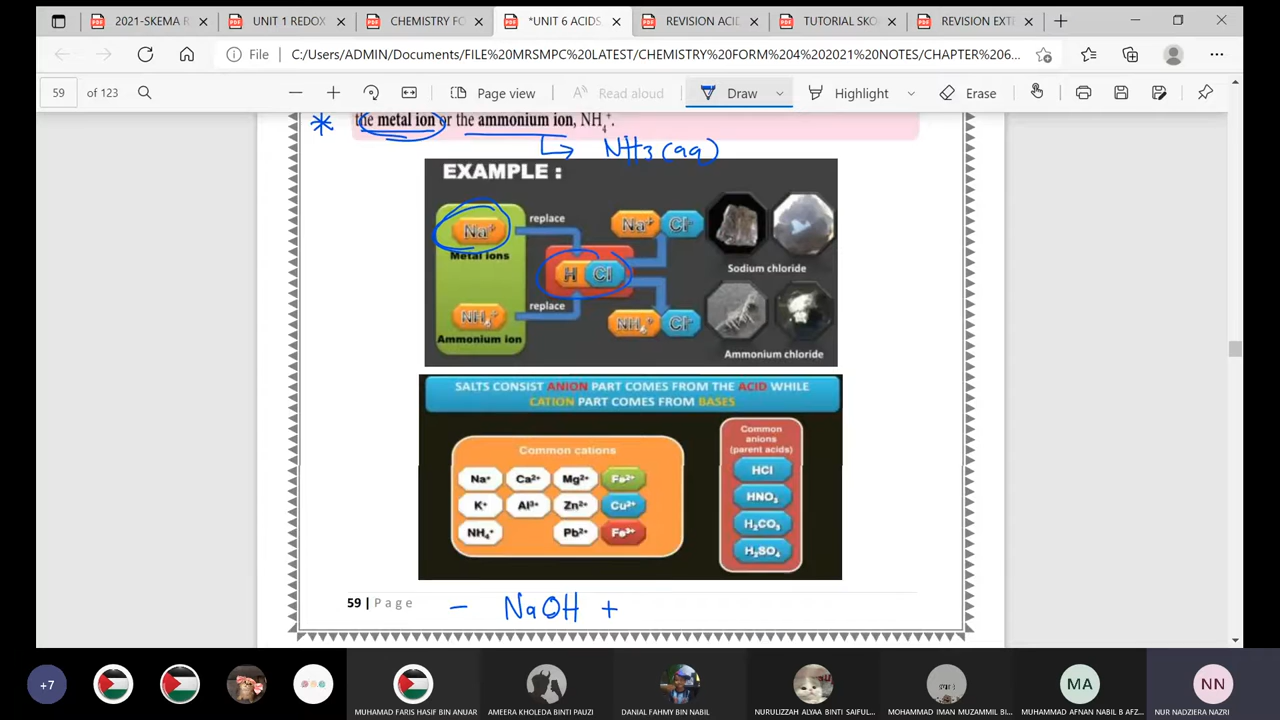 2021-SKEMA R
UNIT 1 REDOX
CHEMISTRY FO
*UNIT 6 ACIDS
REVISION ACID
TUTORIAL SKO
REVISION EXTE
File
C:/Users/ADMIN/Documents/FILE%20MRSMPC%20LATEST/CHEMISTRY%20FORM%204%202021%20NOTES/CHAPTER%206...
59 of 123
Page view
Read aloud
Draw
Highlight
Erase
* the metal ion or the ammonium ion, NH₄⁺.
↳ NH3(aq)
EXAMPLE :
Na⁺
replace
Na⁺ Cl⁻
Metal ions
Sodium chloride
H Cl
replace
NH₄⁺
NH₄⁺ Cl⁻
Ammonium ion
Ammonium chloride
SALTS CONSIST ANION PART COMES FROM THE ACID WHILE
CATION PART COMES FROM BASES
Common cations
Na⁺ Ca²⁺ Mg²⁺ Fe²⁺
K⁺ Al³⁺ Zn²⁺ Cu²⁺
NH₄⁺ Pb²⁺ Fe³⁺
Common
anions
(parent acids)
HCl
HNO₃
H₂CO₃
H₂SO₄
59 | Page
- NaOH +
+7
MUHAMAD FARIS HASIF BIN ANUAR
AMEERA KHOLEDA BINTI PAUZI
DANIAL FAHMY BIN NABIL
NURULIZZAH ALYAA BINTI SAIFUL...
MOHAMMAD IMAN MUZAMMIL BI...
MA
MUHAMMAD AFNAN NABIL B AFZ...
NN
NUR NADZIERA NAZRI